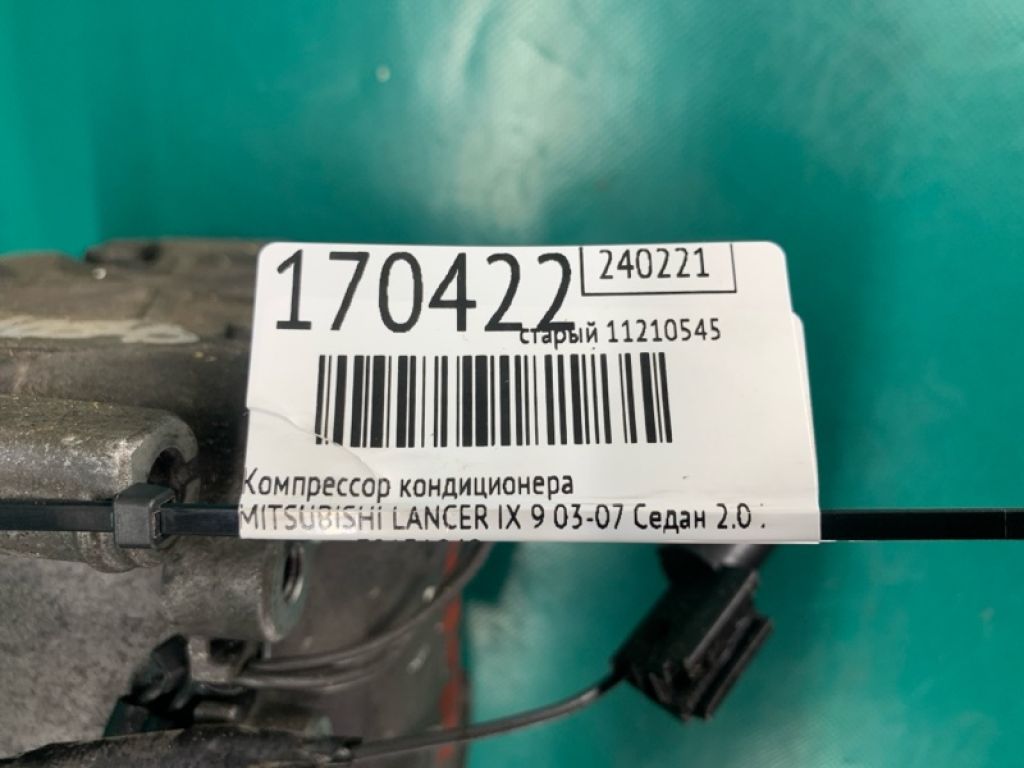 170422
240221
старый 11210545
Компрессор кондиционера
MITSUBISHI LANCER IX 9 03-07 Седан 2.0